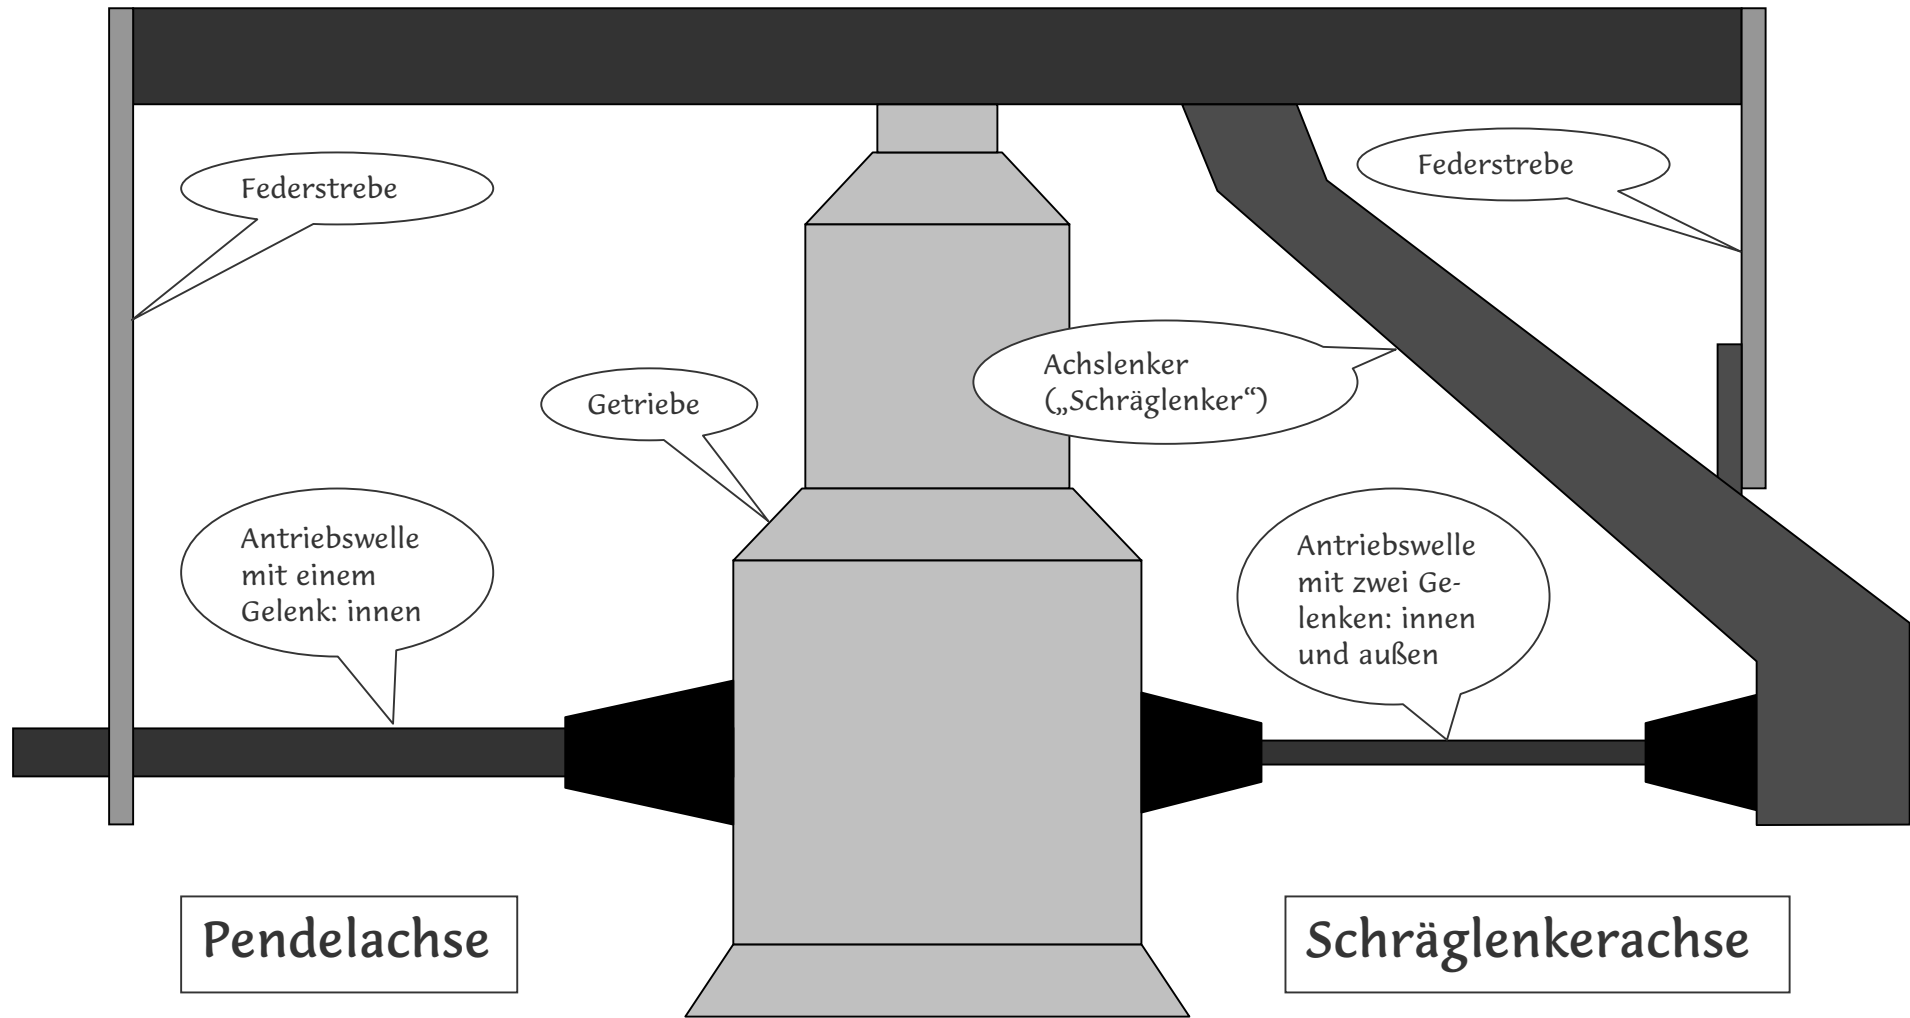 Federstrebe
Federstrebe
Achslenker
(„Schräglenker“)
Getriebe
Antriebswelle
mit einem
Gelenk: innen
Antriebswelle
mit zwei Ge-
lenken: innen
und außen
Pendelachse
Schräglenkerachse